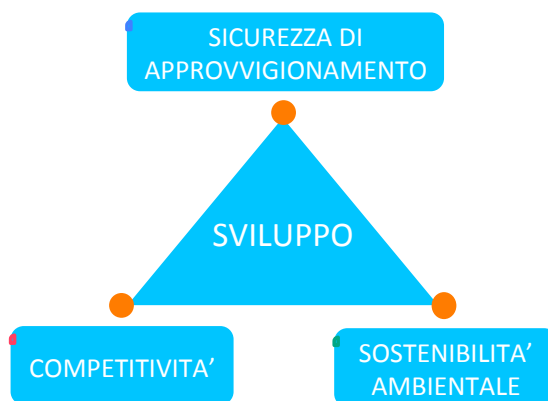 SICUREZZA DI
APPROVVIGIONAMENTO
SVILUPPO
COMPETITIVITA’
SOSTENIBILITA’
AMBIENTALE